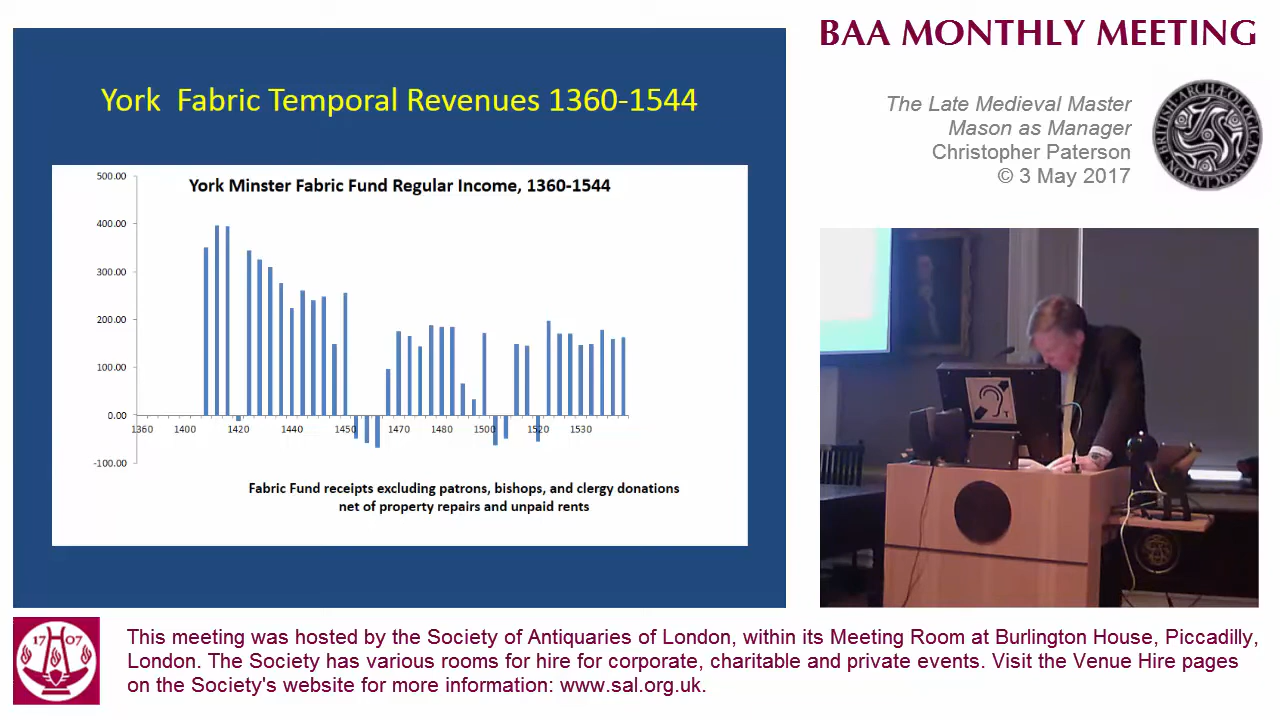 BAA MONTHLY MEETING
York Fabric Temporal Revenues 1360-1544
The Late Medieval Master
Mason as Manager
Christopher Paterson
© 3 May 2017
BRITISH ARCHÆOLOGICAL ASSOCIATION
York Minster Fabric Fund Regular Income, 1360-1544
500.00
400.00
300.00
200.00
100.00
0.00
-100.00
1360 1400 1420 1440 1450 1470 1480 1500 1520 1530
Fabric Fund receipts excluding patrons, bishops, and clergy donations
net of property repairs and unpaid rents
T
17 07
This meeting was hosted by the Society of Antiquaries of London, within its Meeting Room at Burlington House, Piccadilly,
London. The Society has various rooms for hire for corporate, charitable and private events. Visit the Venue Hire pages
on the Society's website for more information: www.sal.org.uk.